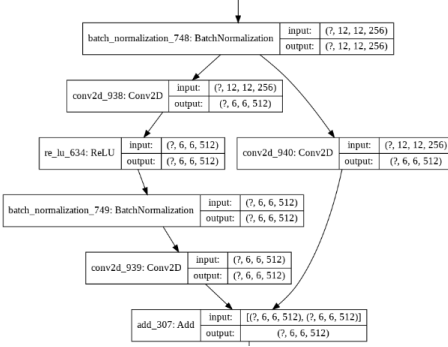 batch_normalization_748: BatchNormalization
input: (?, 12, 12, 256)
output: (?, 12, 12, 256)
conv2d_938: Conv2D
input: (?, 12, 12, 256)
output: (?, 6, 6, 512)
re_lu_634: ReLU
input: (?, 6, 6, 512)
output: (?, 6, 6, 512)
conv2d_940: Conv2D
input: (?, 12, 12, 256)
output: (?, 6, 6, 512)
batch_normalization_749: BatchNormalization
input: (?, 6, 6, 512)
output: (?, 6, 6, 512)
conv2d_939: Conv2D
input: (?, 6, 6, 512)
output: (?, 6, 6, 512)
add_307: Add
input: [(?, 6, 6, 512), (?, 6, 6, 512)]
output: (?, 6, 6, 512)